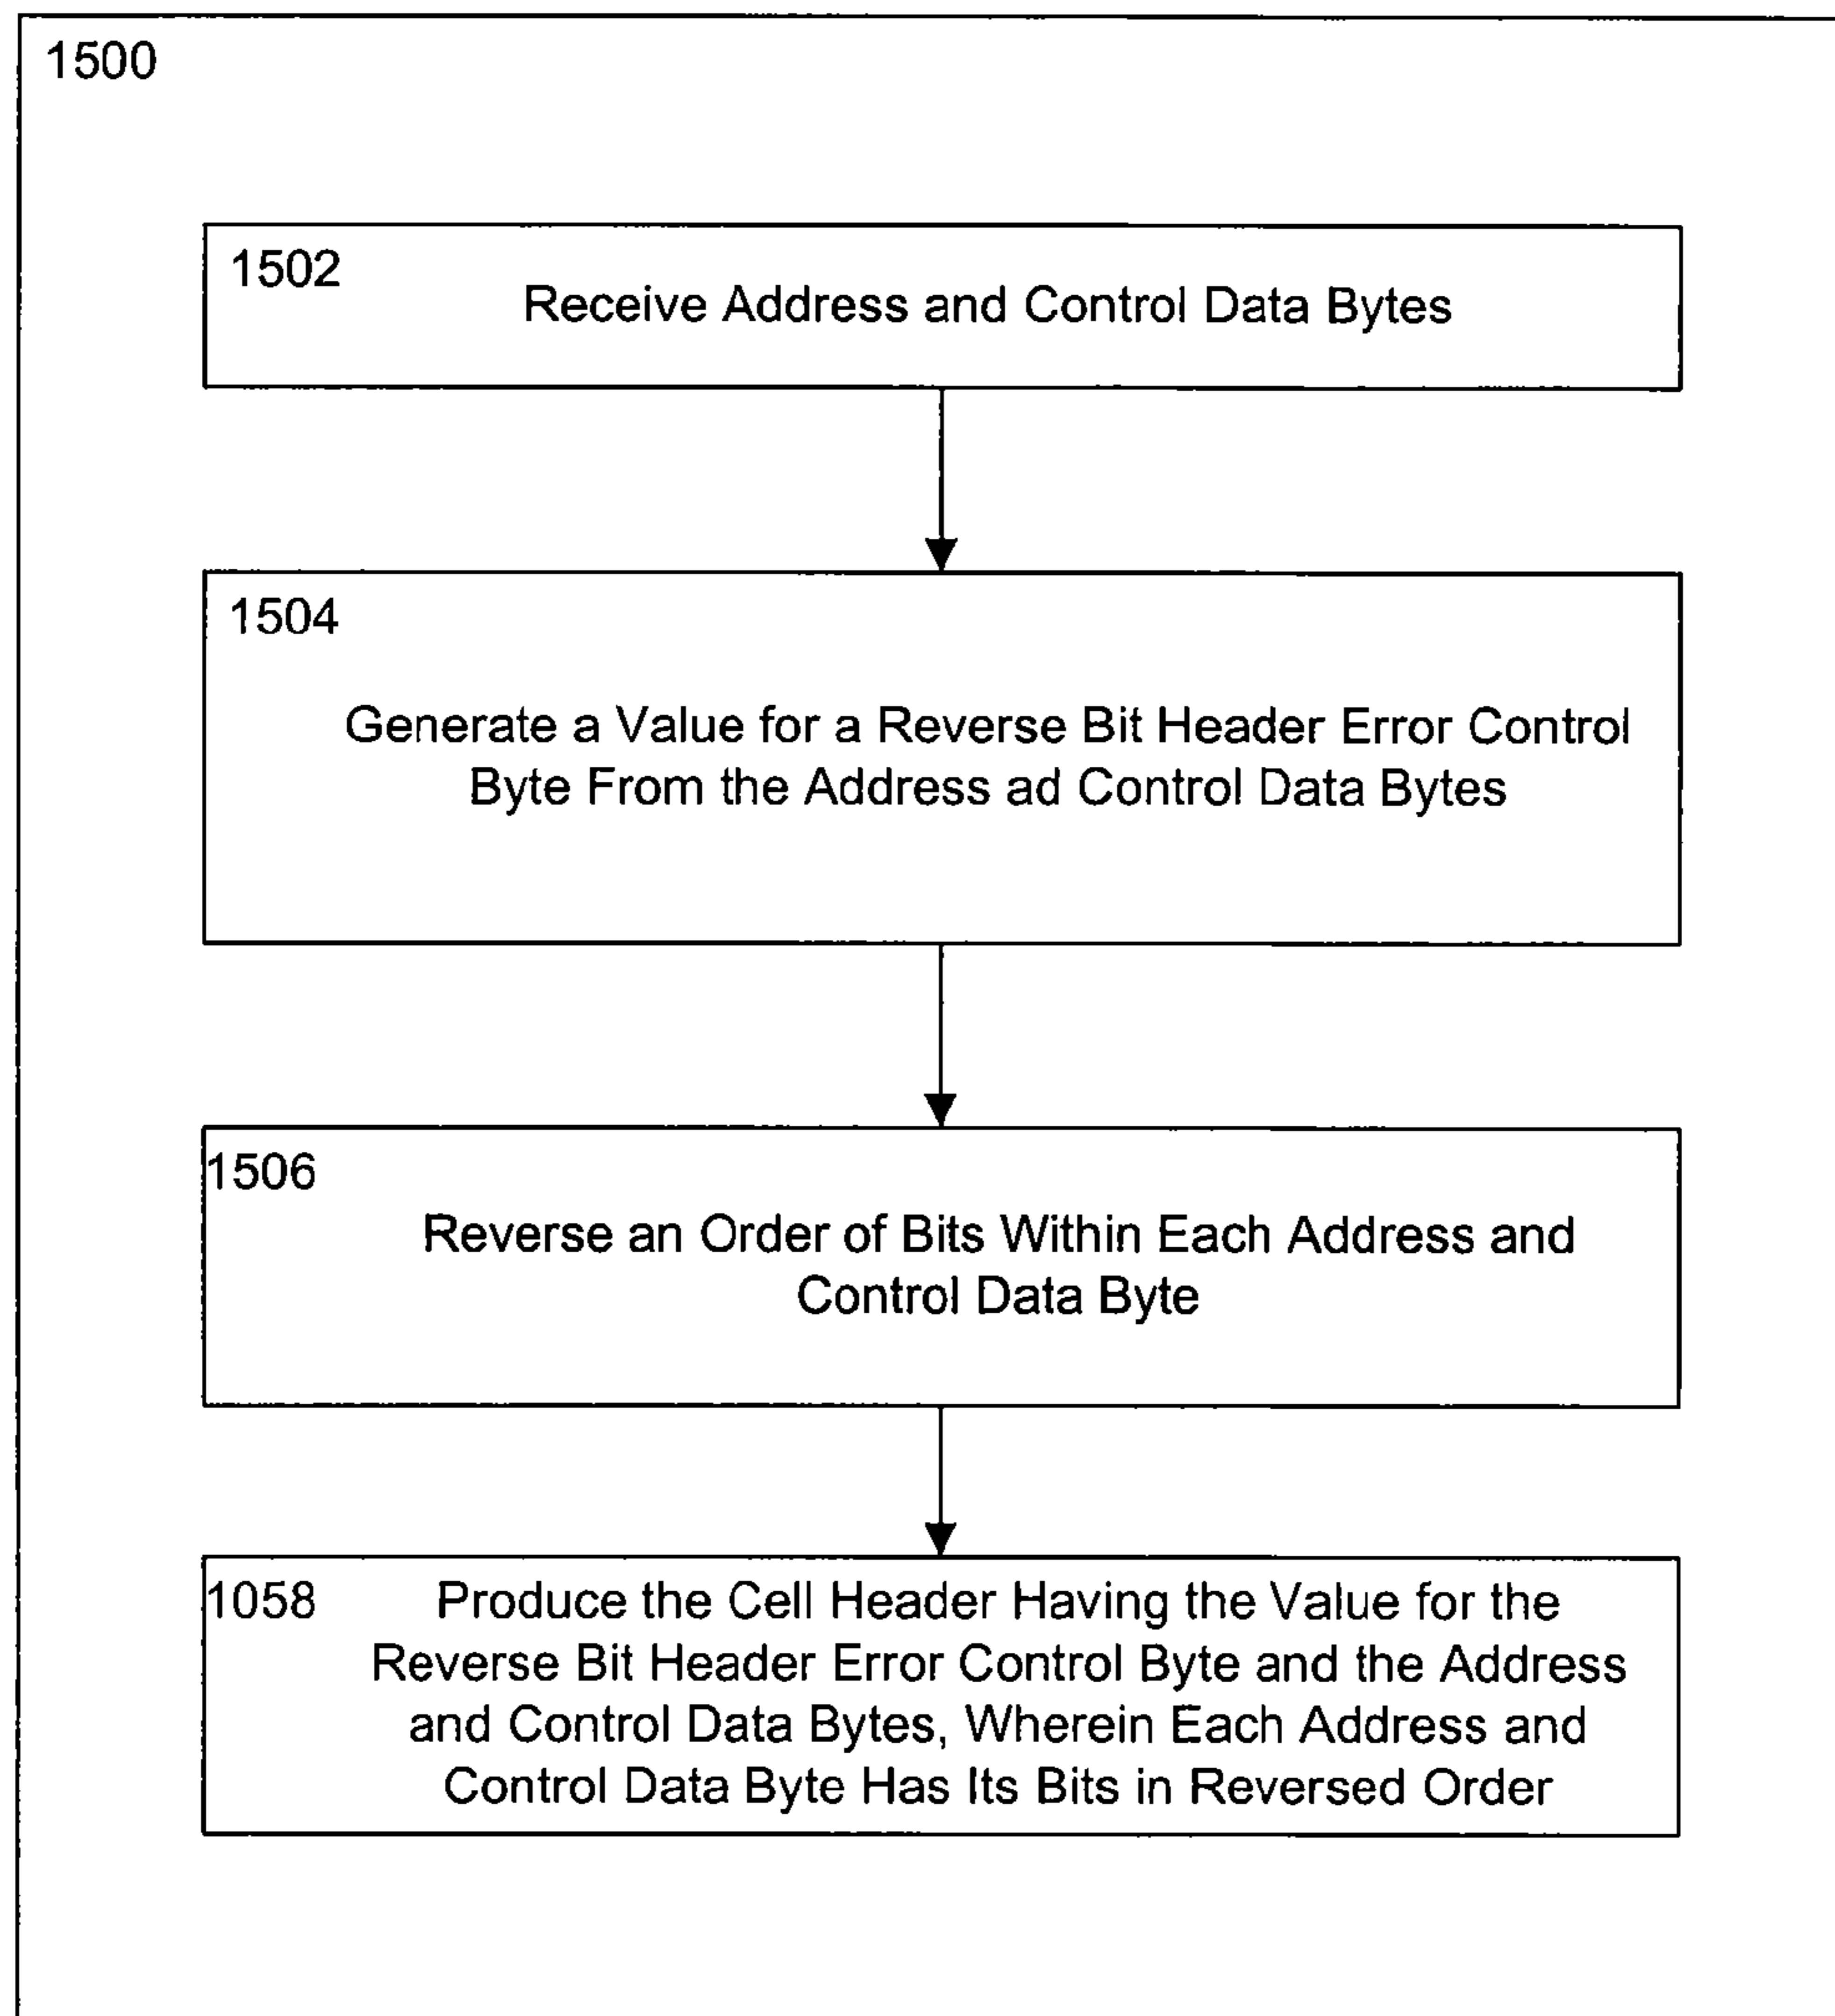 1500
1502
Receive Address and Control Data Bytes
1504
Generate a Value for a Reverse Bit Header Error Control
Byte From the Address ad Control Data Bytes
1506
Reverse an Order of Bits Within Each Address and
Control Data Byte
1058 Produce the Cell Header Having the Value for the
Reverse Bit Header Error Control Byte and the Address
and Control Data Bytes, Wherein Each Address and
Control Data Byte Has Its Bits in Reversed Order